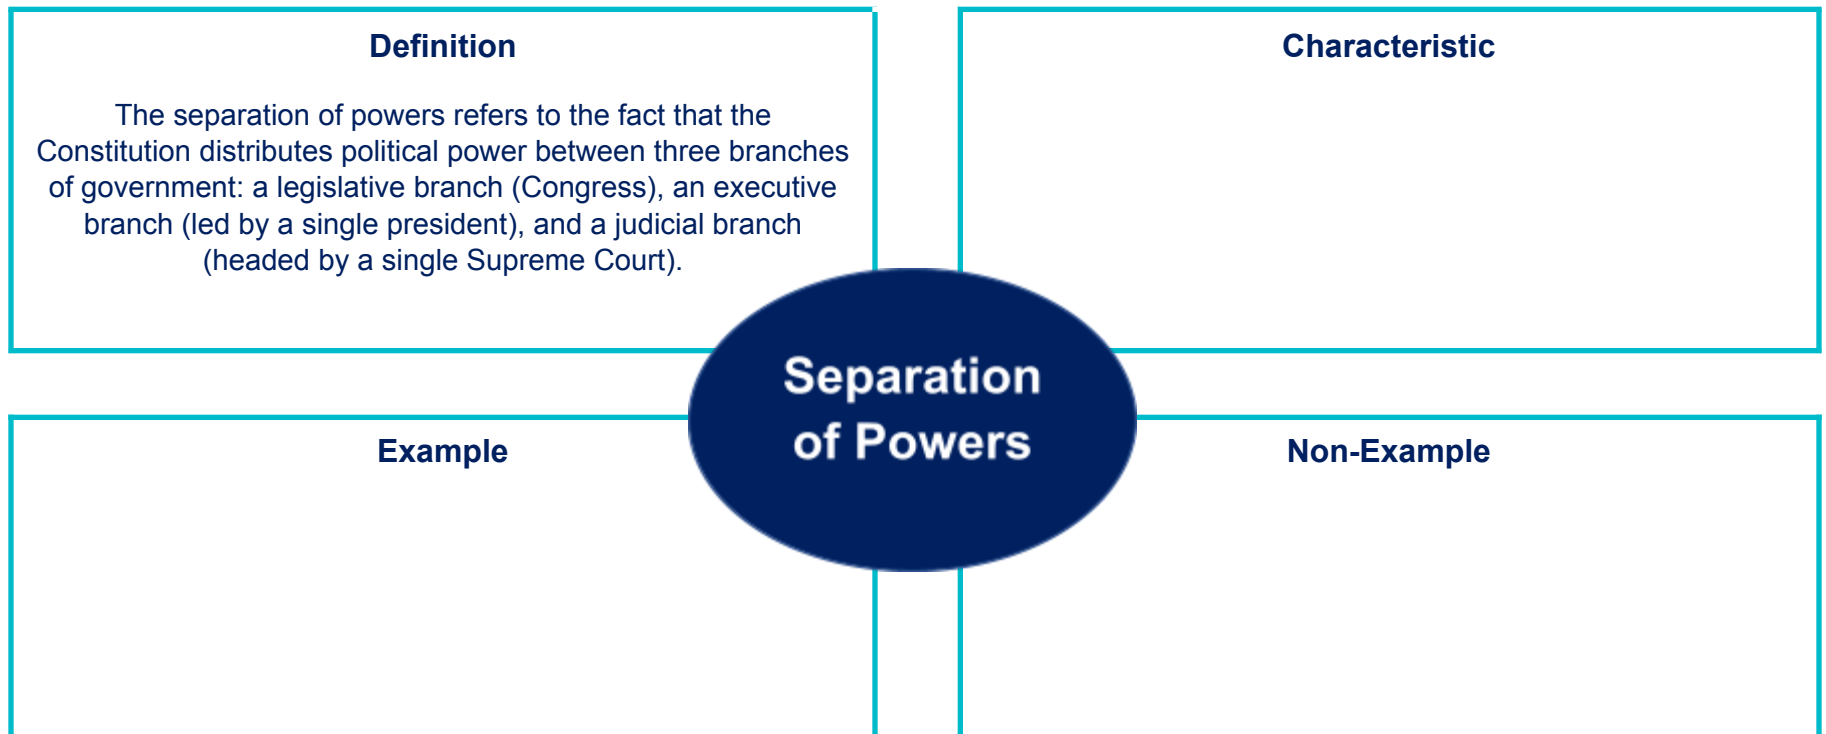 Definition
The separation of powers refers to the fact that the
Constitution distributes political power between three branches
of government: a legislative branch (Congress), an executive
branch (led by a single president), and a judicial branch
(headed by a single Supreme Court).
Characteristic
Separation
of Powers
Example
Non-Example